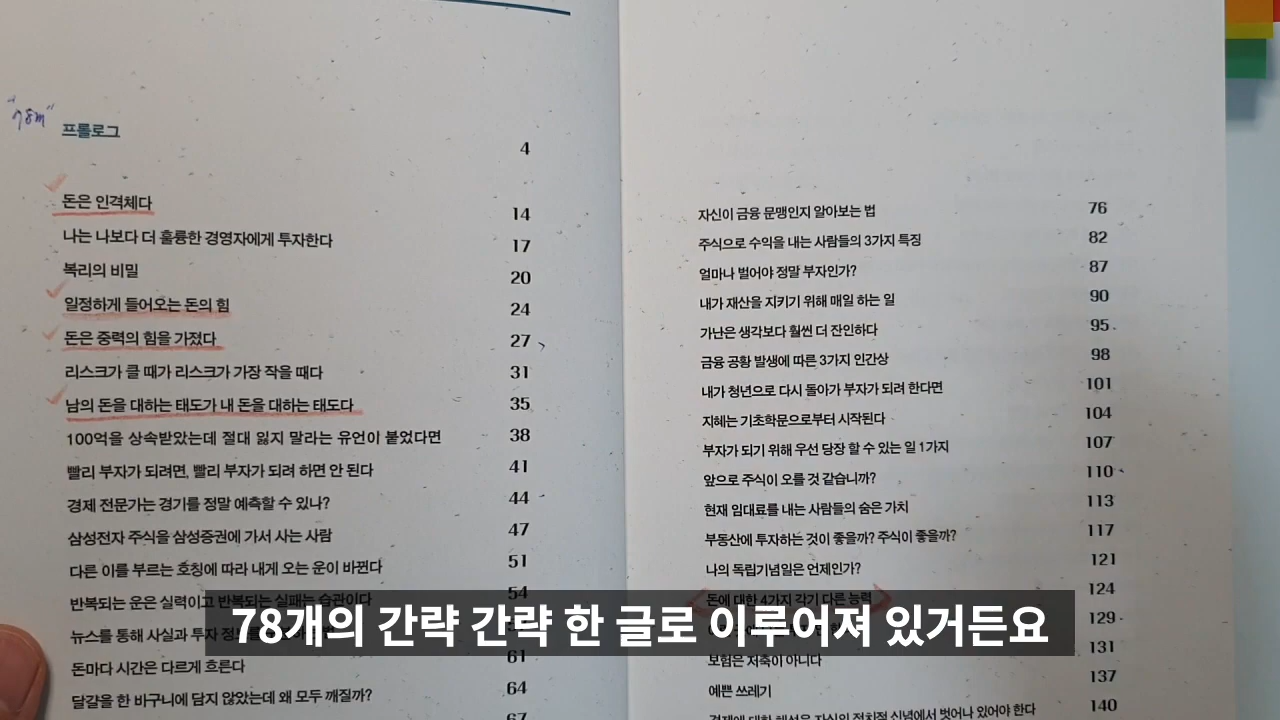 "78개"
프롤로그 4
돈은 인격체다 14
나는 나보다 더 훌륭한 경영자에게 투자한다 17
복리의 비밀 20
일정하게 들어오는 돈의 힘 24
돈은 중력의 힘을 가졌다 27
리스크가 클 때가 리스크가 가장 작을 때다 31
남의 돈을 대하는 태도가 내 돈을 대하는 태도다 35
100억을 상속받았는데 절대 잃지 말라는 유언이 붙었다면 38
빨리 부자가 되려면, 빨리 부자가 되려 하면 안 된다 41
경제 전문가는 경기를 정말 예측할 수 있나? 44
삼성전자 주식을 삼성증권에 가서 사는 사람 47
다른 이를 부르는 호칭에 따라 내게 오는 운이 바뀐다 51
반복되는 운은 실력이고 반복되는 실패는 습관이다 54
뉴스를 통해 사실과 투자
돈마다 시간은 다르게 흐른다 61
달걀을 한 바구니에 담지 않았는데 왜 모두 깨질까? 64
67
자신이 금융 문맹인지 알아보는 법 76
주식으로 수익을 내는 사람들의 3가지 특징 82
얼마나 벌어야 정말 부자인가? 87
내가 재산을 지키기 위해 매일 하는 일 90
가난은 생각보다 훨씬 더 잔인하다 95
금융 공황 발생에 따른 3가지 인간상 98
내가 청년으로 다시 돌아가 부자가 되려 한다면 101
지혜는 기초학문으로부터 시작된다 104
부자가 되기 위해 우선 당장 할 수 있는 일 1가지 107
앞으로 주식이 오를 것 같습니까? 110
현재 임대료를 내는 사람들의 숨은 가치 113
부동산에 투자하는 것이 좋을까? 주식이 좋을까? 117
나의 독립기념일은 언제인가? 121
돈에 대한 4가지 각기 다른 능력 124
129
보험은 저축이 아니다 131
예쁜 쓰레기 137
경제에 대한 해석은 자신의 정치적 신념에서 벗어나 있어야 한다 140
78개의 간략 간략 한 글로 이루어져 있거든요